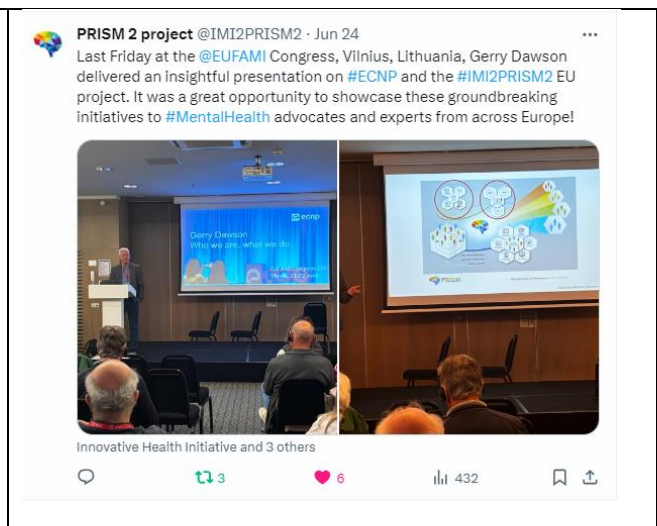 PRISM 2 project @IMI2PRISM2 · Jun 24
Last Friday at the @EUFAMI Congress, Vilnius, Lithuania, Gerry Dawson
delivered an insightful presentation on #ECNP and the #IMI2PRISM2 EU
project. It was a great opportunity to showcase these groundbreaking
initiatives to #MentalHealth advocates and experts from across Europe!
ecnp
Gerry Dawson
Who we are, what we do
PRISM
Innovative Health Initiative and 3 others
3
6
432